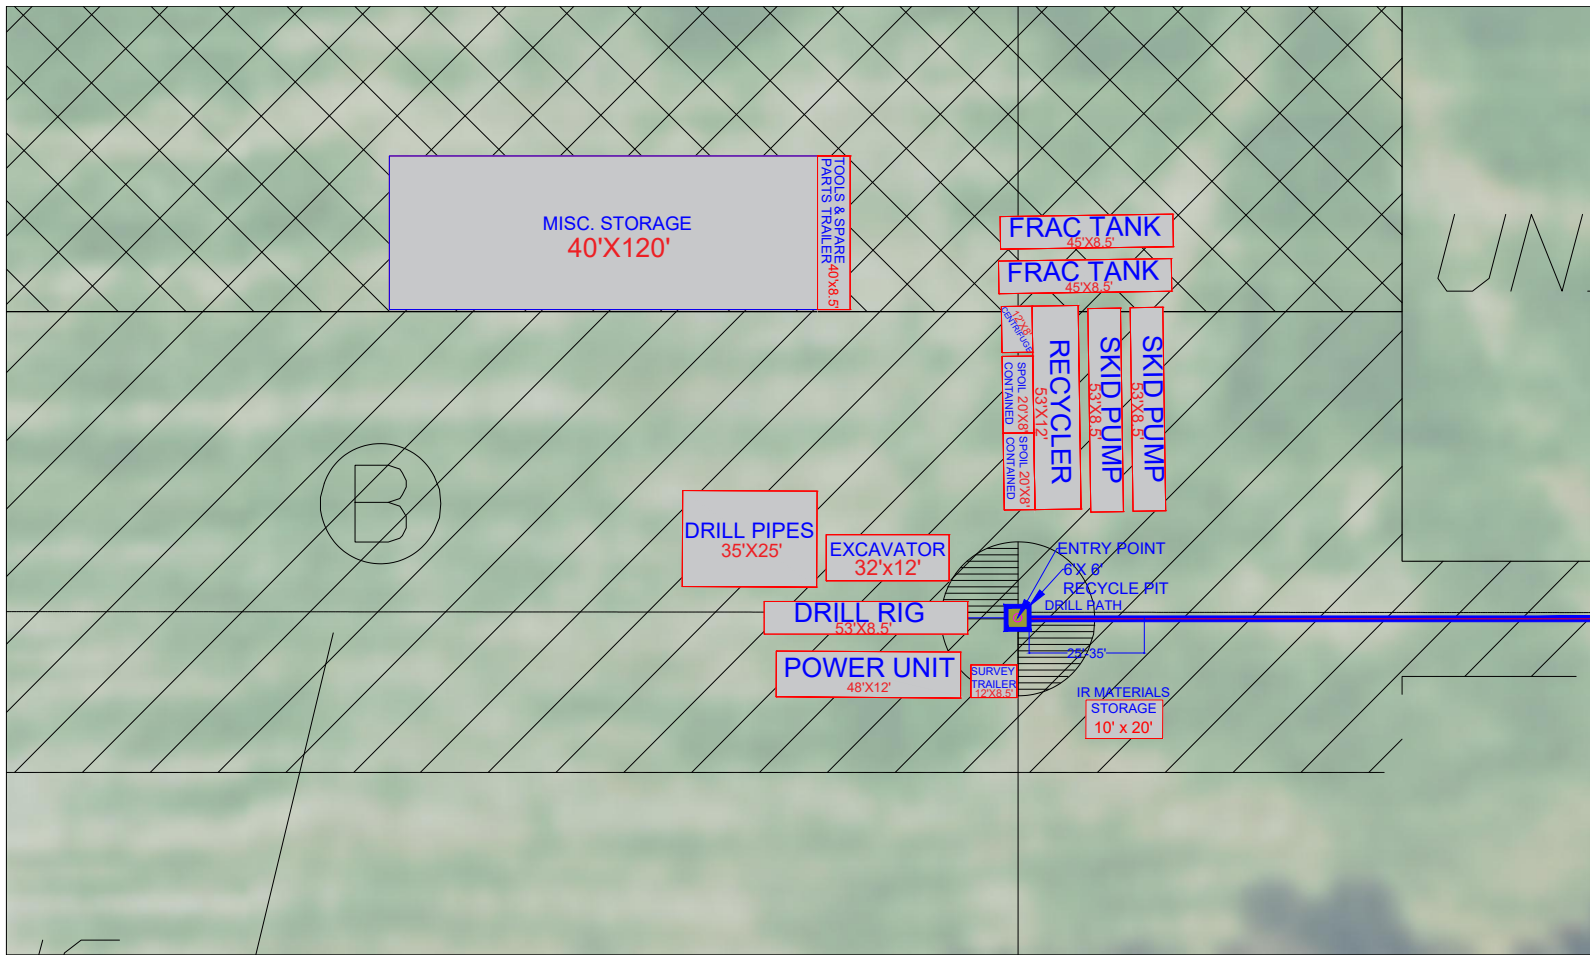 MISC. STORAGE
40'X120'
TOOLS & SPARE
PARTS TRAILER
40'x8.5'
FRAC TANK
45'X8.5'
FRAC TANK
45'X8.5'
UN
12'X8'
CENTRIFUGE
SPOIL 20'X8'
CONTAINED
SPOIL 20'X8'
CONTAINED
RECYCLER
53'X12'
SKID PUMP
53'X8.5'
SKID PUMP
53'X8.5'
B
DRILL PIPES
35'X25'
EXCAVATOR
32'x12'
ENTRY POINT
6'X 6'
RECYCLE PIT
DRILL PATH
DRILL RIG
53'X8.5'
25'-35'
POWER UNIT
48'X12'
SURVEY
TRAILER
12'X8.5'
IR MATERIALS
STORAGE
10' x 20'